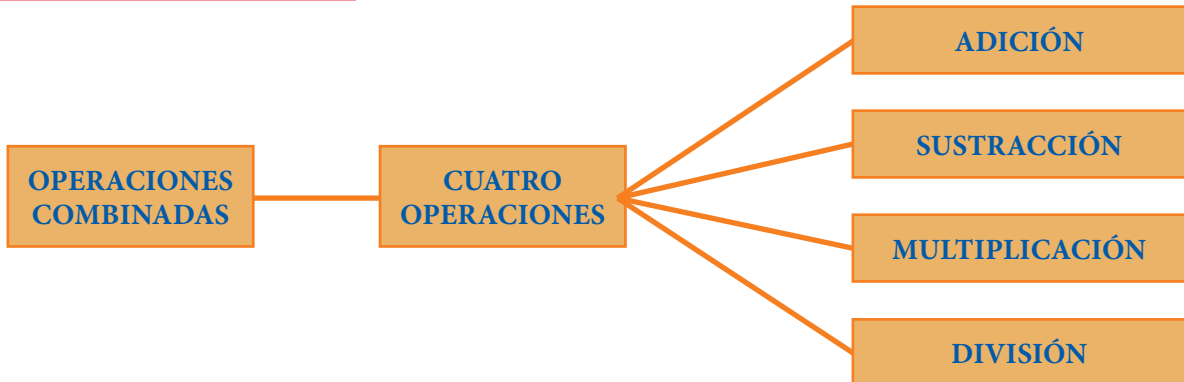 OPERACIONES
COMBINADAS
CUATRO
OPERACIONES
ADICIÓN
SUSTRACCIÓN
MULTIPLICACIÓN
DIVISIÓN